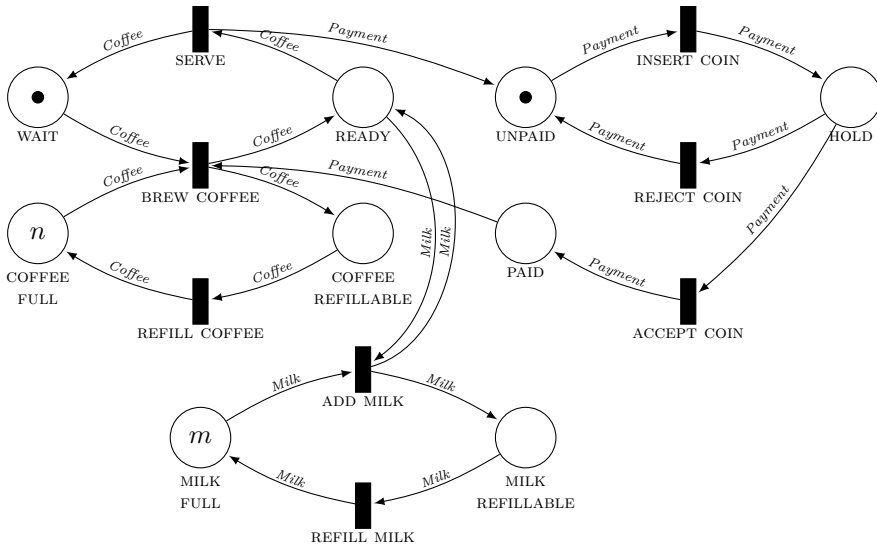 Coffee
Coffee
Payment
SERVE
Payment
Payment
INSERT COIN
WAIT
READY
UNPAID
HOLD
Coffee
Coffee
Payment
Payment
Coffee
Coffee
Payment
BREW COFFEE
REJECT COIN
Payment
n
Milk
Milk
COFFEE
FULL
Coffee
Coffee
COFFEE
REFILLABLE
PAID
Payment
REFILL COFFEE
ACCEPT COIN
Milk
Milk
ADD MILK
m
MILK
FULL
Milk
Milk
MILK
REFILLABLE
REFILL MILK